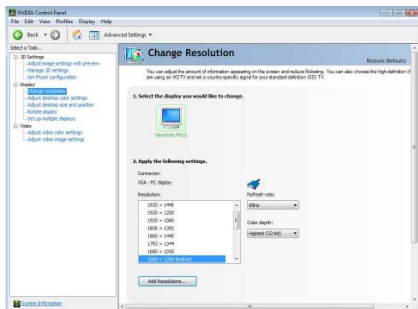 NVIDIA Control Panel
File Edit View Profiles Display Help
Back Advanced Settings
Select a Task...
3D Settings
Adjust image settings with preview
Manage 3D settings
Set PhysX configuration
Display
Change resolution
Adjust desktop color settings
Adjust desktop size and position
Rotate display
Set up multiple displays
Video
Adjust video color settings
Adjust video image settings
System Information
Change Resolution
Restore Defaults
You can adjust the amount of information appearing on the screen and reduce flickering. You can also choose the high-definition (H
are using an HDTV and set a country-specific signal for your standard-definition (SD) TV.
1. Select the display you would like to change.
2. Apply the following settings.
Connector:
VGA - PC display
Resolution:
1920 × 1440
1920 × 1200
1920 × 1080
1856 × 1392
1800 × 1440
1792 × 1344
1680 × 1050
1600 × 1200 (native)
Refresh rate:
Color depth:
Highest (32-bit)
Add Resolutions...